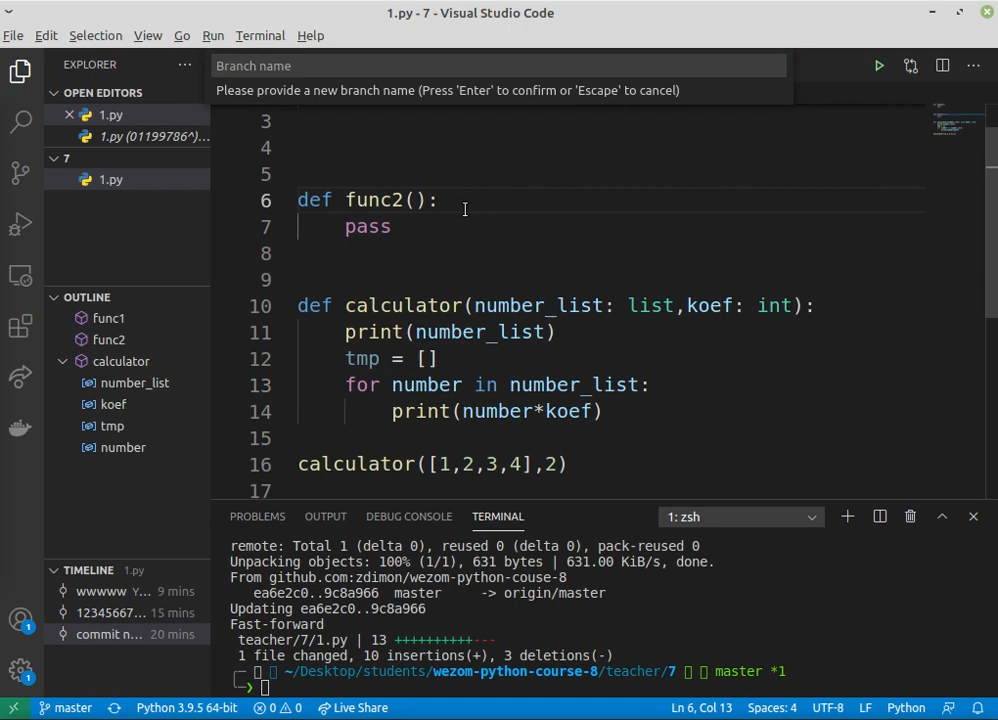 1.py - 7 - Visual Studio Code
File Edit Selection View Go Run Terminal Help
EXPLORER ...
Branch name
Please provide a new branch name (Press 'Enter' to confirm or 'Escape' to cancel)
OPEN EDITORS
1.py
1.py (01199786^)...
7
1.py
OUTLINE
func1
func2
calculator
number_list
koef
tmp
number
TIMELINE 1.py
wwwww Y... 9 mins
12345667... 15 mins
commit n... 20 mins
3
4
5
6 def func2():
7 pass
8
9
10 def calculator(number_list: list,koef: int):
11 print(number_list)
12 tmp = []
13 for number in number_list:
14 print(number*koef)
15
16 calculator([1,2,3,4],2)
17
PROBLEMS OUTPUT DEBUG CONSOLE TERMINAL 1: zsh
remote: Total 1 (delta 0), reused 0 (delta 0), pack-reused 0
Unpacking objects: 100% (1/1), 631 bytes | 631.00 KiB/s, done.
From github.com:zdimon/wezom-python-couse-8
ea6e2c0..9c8a966 master -> origin/master
Updating ea6e2c0..9c8a966
Fast-forward
teacher/7/1.py | 13 ++++++++++---
1 file changed, 10 insertions(+), 3 deletions(-)
~/Desktop/students/wezom-python-course-8/teacher/7 master *1
1
1
master Python 3.9.5 64-bit 0 0 Live Share Ln 6, Col 13 Spaces: 4 UTF-8 LF Python